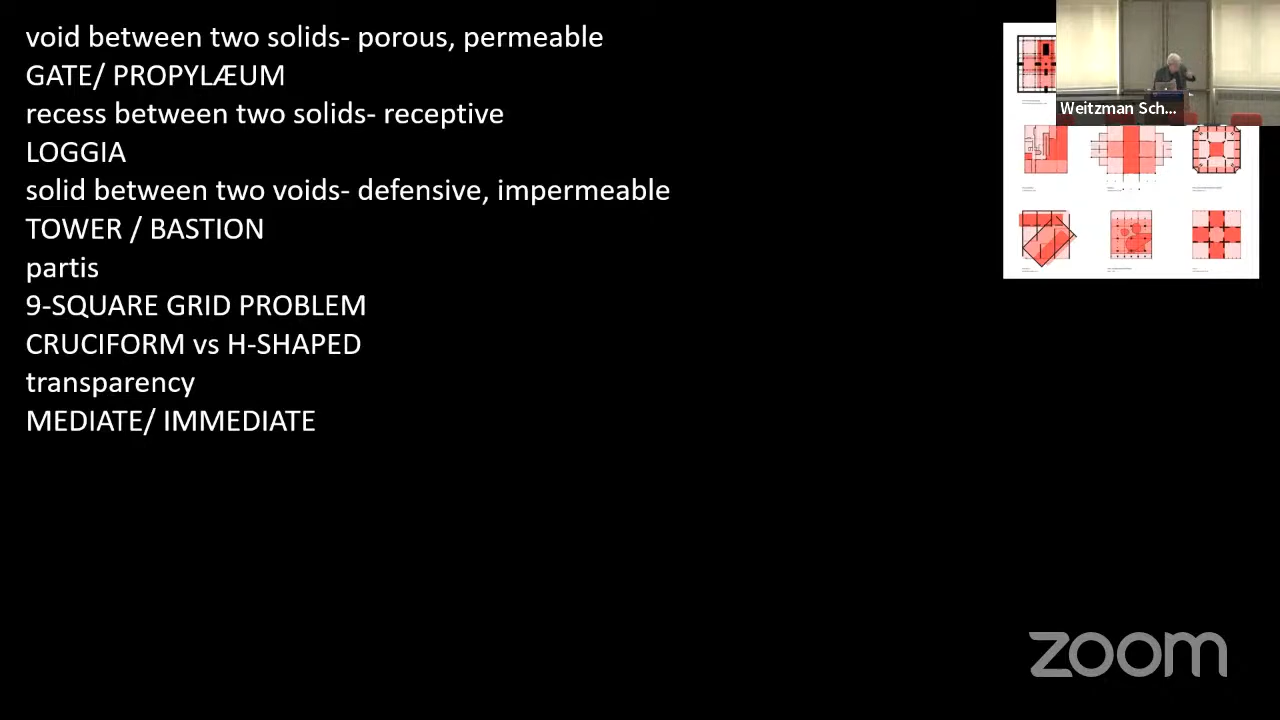 void between two solids- porous, permeable
GATE/ PROPYLÆUM
recess between two solids- receptive
LOGGIA
solid between two voids- defensive, impermeable
TOWER / BASTION
partis
9-SQUARE GRID PROBLEM
CRUCIFORM vs H-SHAPED
transparency
MEDIATE/ IMMEDIATE
Weitzman Sch...
zoom